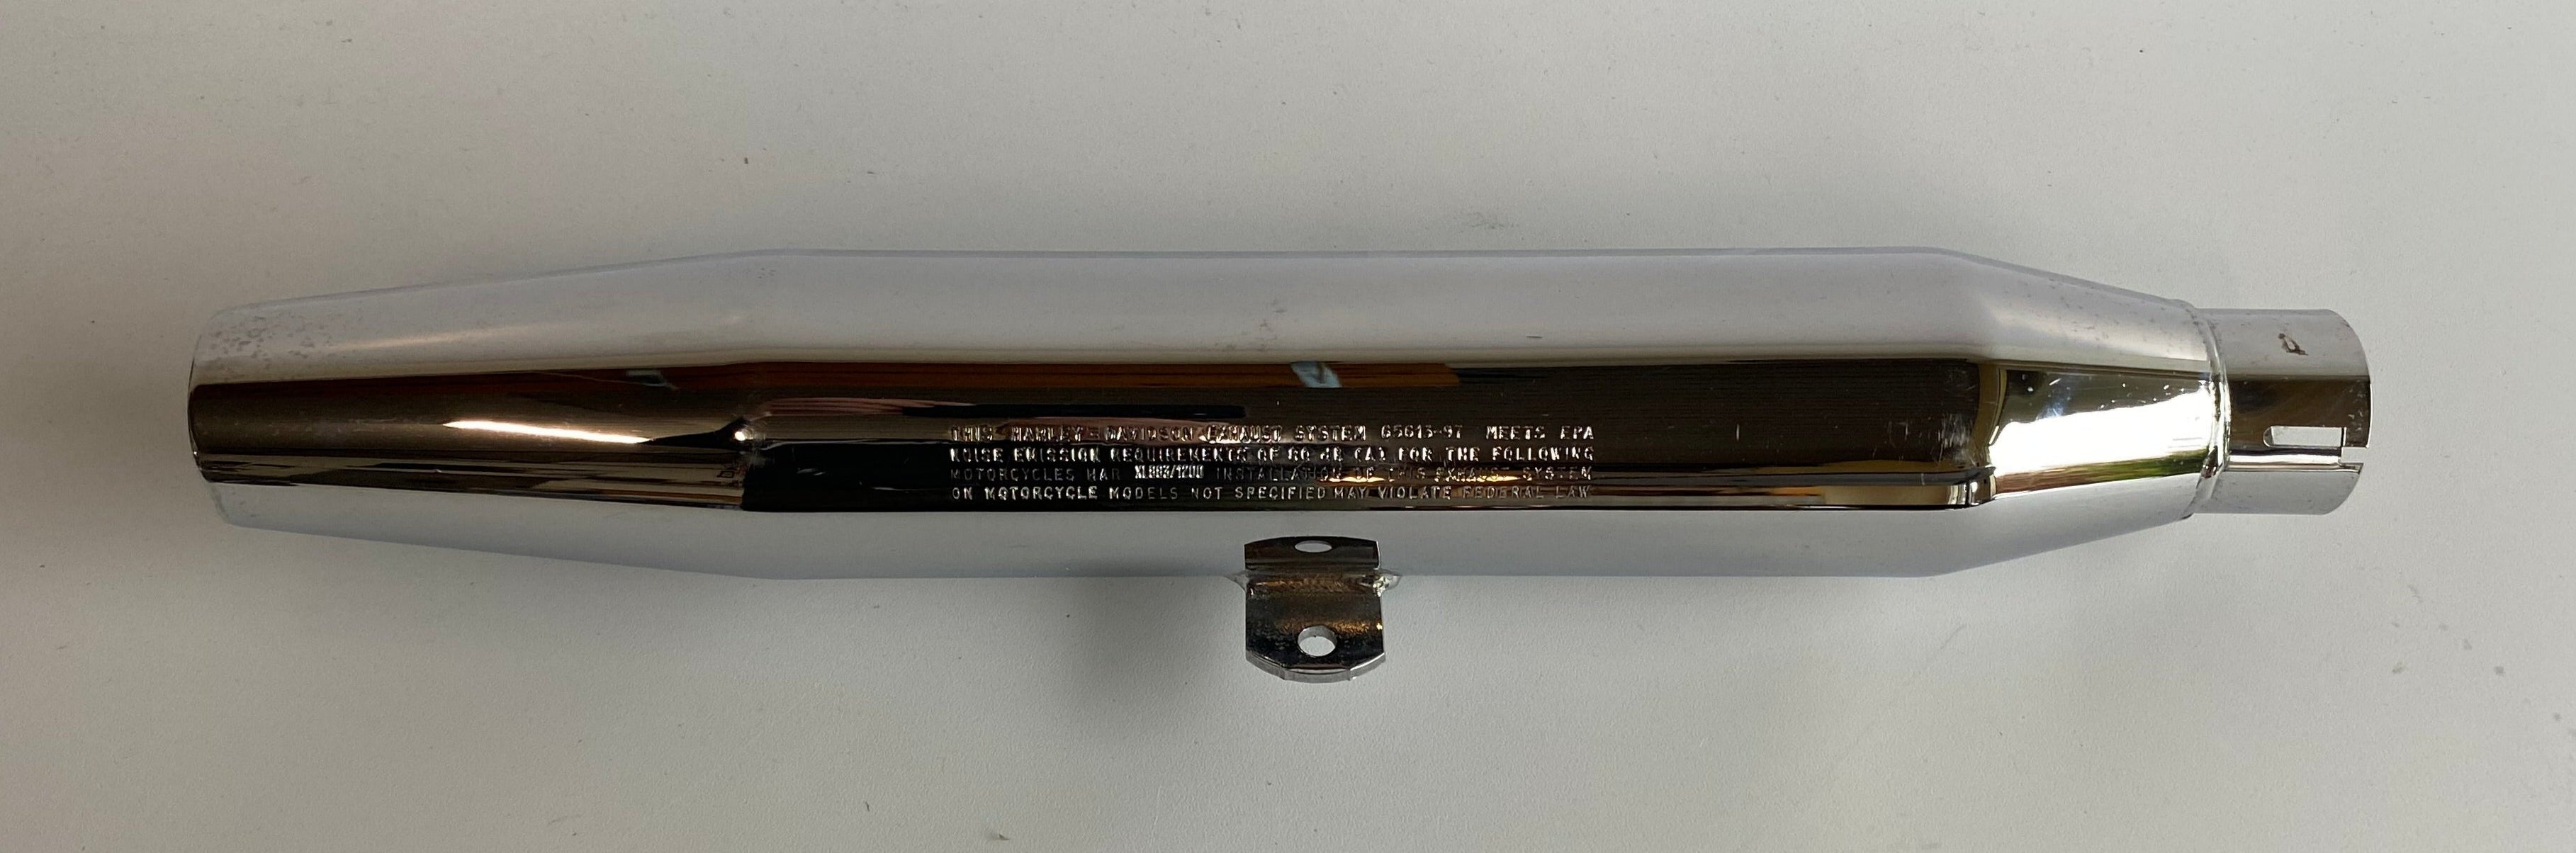 THIS HARLEY-DAVIDSON EXHAUST SYSTEM 65615-97 MEETS EPA
NOISE EMISSION REQUIREMENTS OF 80 dB (A) FOR THE FOLLOWING
MOTORCYCLES HAR XL883/1200 INSTALLATION OF THIS EXHAUST SYSTEM
ON MOTORCYCLE MODELS NOT SPECIFIED MAY VIOLATE FEDERAL LAW